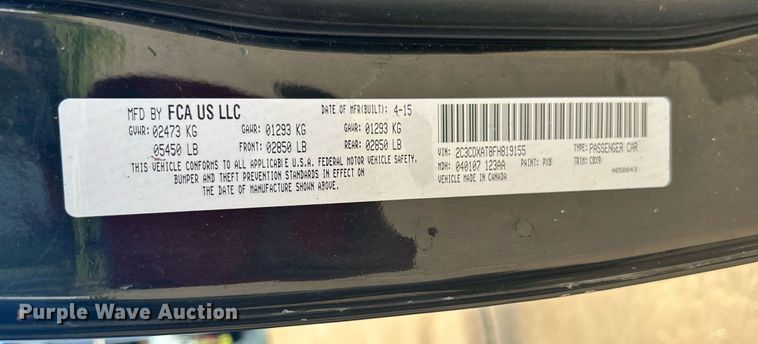 MFD BY FCA US LLC DATE OF MFR(BUILT): 4-15
GVWR: 02473 KG GAWR: 01293 KG GAWR: 01293 KG
05450 LB FRONT: 02850 LB REAR: 02850 LB
THIS VEHICLE CONFORMS TO ALL APPLICABLE U.S. FEDERAL MOTOR VEHICLE SAFETY,
BUMPER AND THEFT PREVENTION STANDARDS IN EFFECT ON
THE DATE OF MANUFACTURE SHOWN ABOVE.
VIN: 2C3CDXAT8FH819155 TYPE: PASSENGER CAR
MDH: 040107 123AA PAINT: PX8 TRIM: CDX9
VEHICLE MADE IN CANADA 4658043
Purple Wave Auction